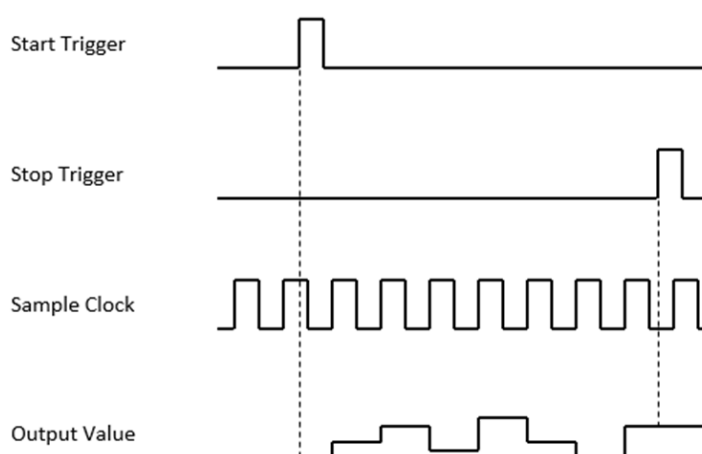 Start Trigger
Stop Trigger
Sample Clock
Output Value